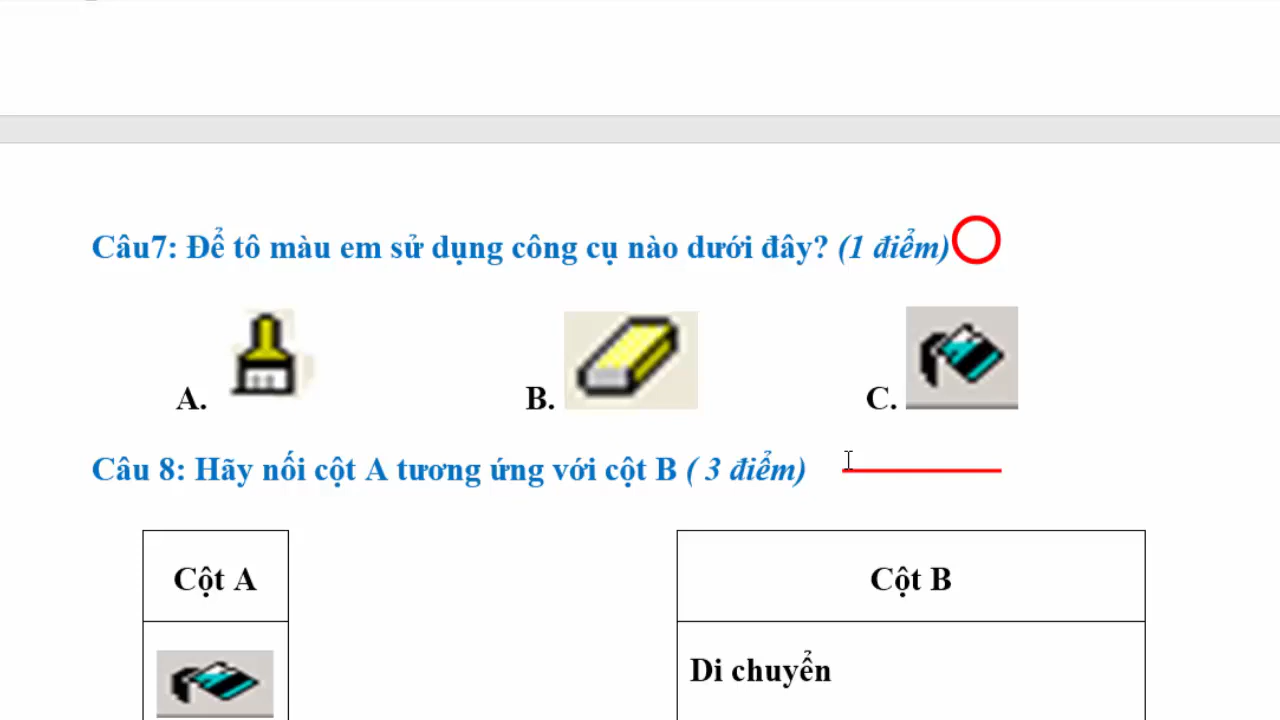 Câu7: Để tô màu em sử dụng công cụ nào dưới đây? (1 điểm)
A. B. C.
Câu 8: Hãy nối cột A tương ứng với cột B ( 3 điểm)
Cột A Cột B
Di chuyển